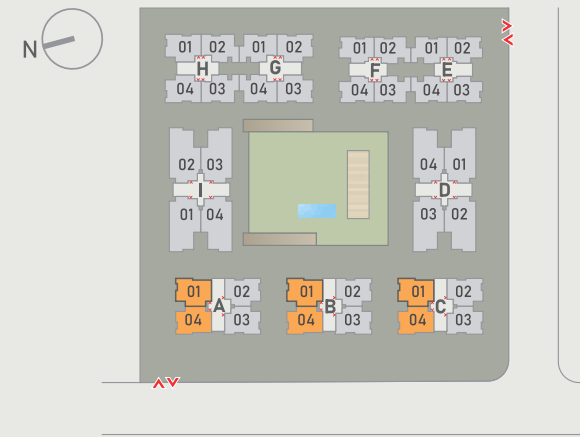 N
01 02 01 02 01 02 01 02
H G F E
04 03 04 03 04 03 04 03
02 03 04 01
I D
01 04 03 02
01 02 01 02 01 02
A B C
04 03 04 03 04 03